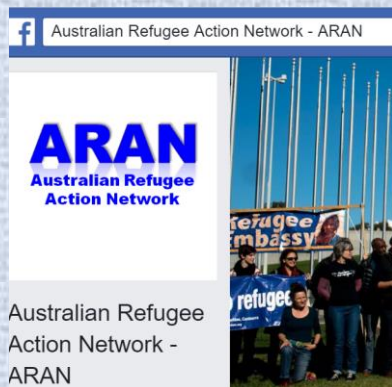 f Australian Refugee Action Network - ARAN
ARAN
Australian Refugee
Action Network
Refugee
Embassy
refugee
Australian Refugee
Action Network -
ARAN